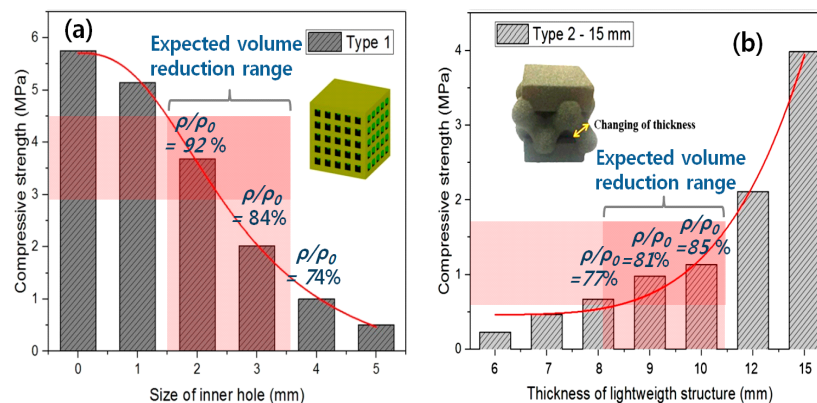 (a)
Type 1
Expected volume
reduction range
ρ/ρ0
= 92 %
ρ/ρ0
= 84%
ρ/ρ0
= 74%
Compressive strength (MPa)
6
5
4
3
2
1
0
0 1 2 3 4 5
Size of inner hole (mm)
Type 2 - 15 mm
(b)
Changing of thickness
Expected volume
reduction range
ρ/ρ0
=77%
ρ/ρ0
=81%
ρ/ρ0
=85%
Compressive strength (MPa)
4
3
2
1
0
6 7 8 9 10 12 15
Thickness of lightweigth structure (mm)